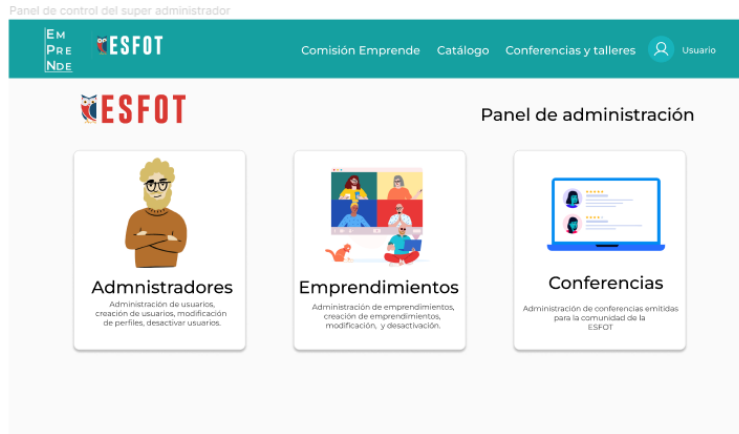 Panel de control del super administrador
EM
PRE
NDE
ESFOT
Comisión Emprende Catálogo Conferencias y talleres Usuario
ESFOT
Panel de administración
Admnistradores
Administración de usuarios,
creación de usuarios, modificación
de perfiles, desactivar usuarios.
Emprendimientos
Administración de emprendimientos,
creación de emprendimientos,
modificación, y desactivación.
Conferencias
Administración de conferencias emitidas
para la comunidad de la
ESFOT